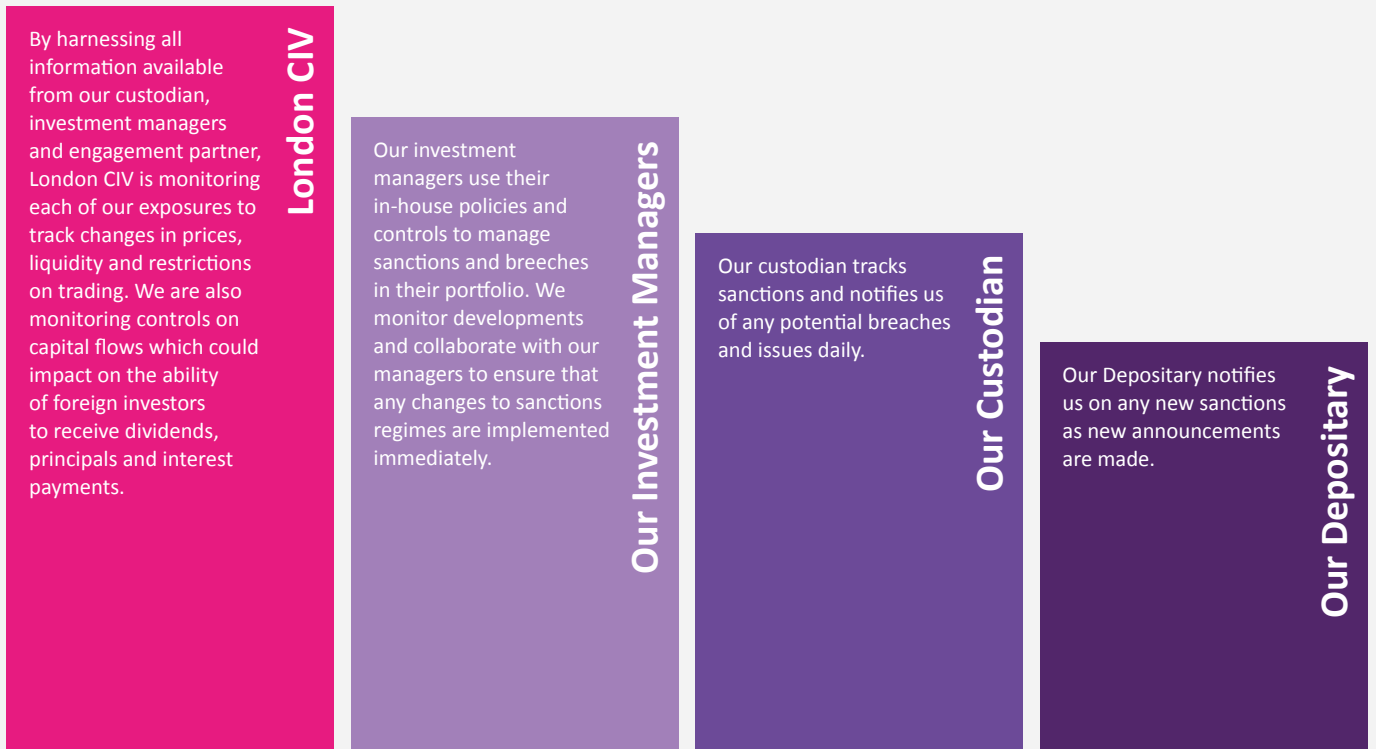 London CIV
By harnessing all
information available
from our custodian,
investment managers
and engagement partner,
London CIV is monitoring
each of our exposures to
track changes in prices,
liquidity and restrictions
on trading. We are also
monitoring controls on
capital flows which could
impact on the ability
of foreign investors
to receive dividends,
principals and interest
payments.
Our Investment Managers
Our investment
managers use their
in-house policies and
controls to manage
sanctions and breeches
in their portfolio. We
monitor developments
and collaborate with our
managers to ensure that
any changes to sanctions
regimes are implemented
immediately.
Our Custodian
Our custodian tracks
sanctions and notifies us
of any potential breaches
and issues daily.
Our Depositary
Our Depositary notifies
us on any new sanctions
as new announcements
are made.